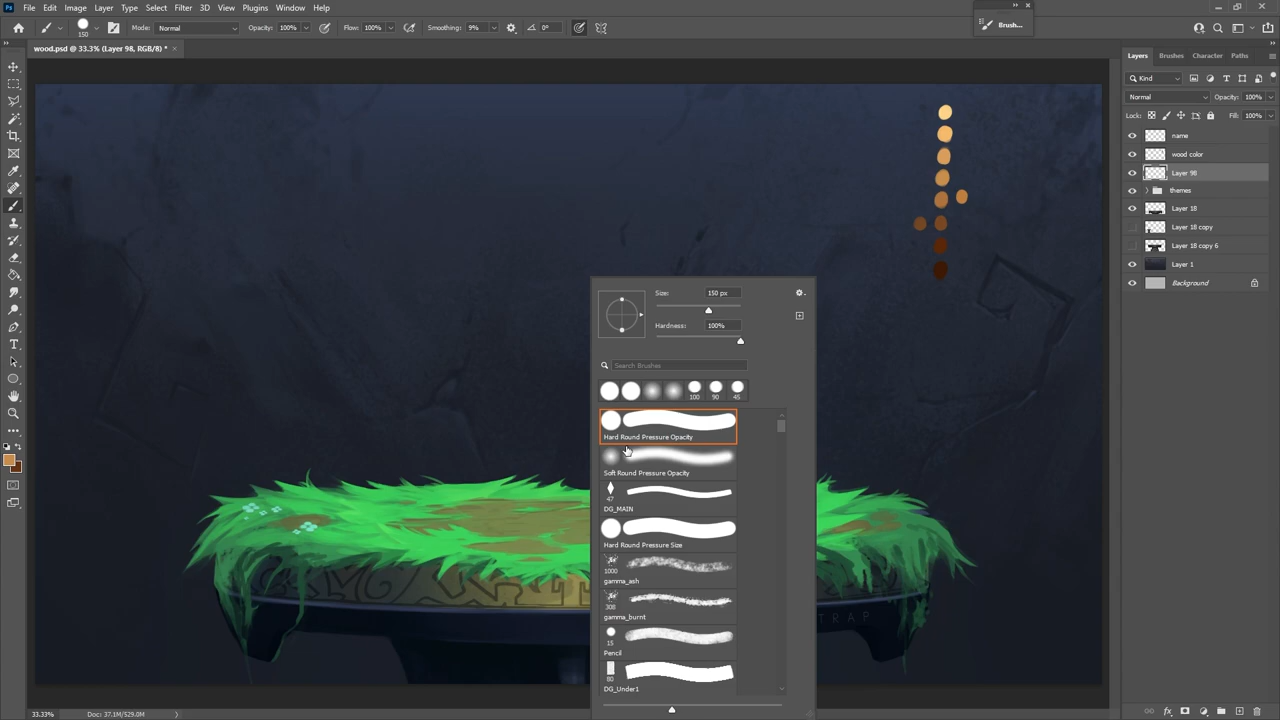 Ps File Edit Image Layer Type Select Filter 3D View Plugins Window Help
Brush...
150 Mode: Normal Opacity: 100% Flow: 100% Smoothing: 9% 0°
wood.psd @ 33.3% (Layer 98, RGB/8) *
Layers Brushes Character Paths
Kind
Normal Opacity: 100%
Lock: Fill: 100%
name
wood color
Layer 98
themes
Layer 18
Layer 18 copy
Layer 18 copy 6
Layer 1
Background
Size: 150 px
Hardness: 100%
Search Brushes
100 90 45
Hard Round Pressure Opacity
Soft Round Pressure Opacity
47
DG_MAIN
Hard Round Pressure Size
1000
gamma_ash
308
gamma_burnt
15
Pencil
80
DG_Under1
TRAP
33.33% Doc: 37.1M/529.0M